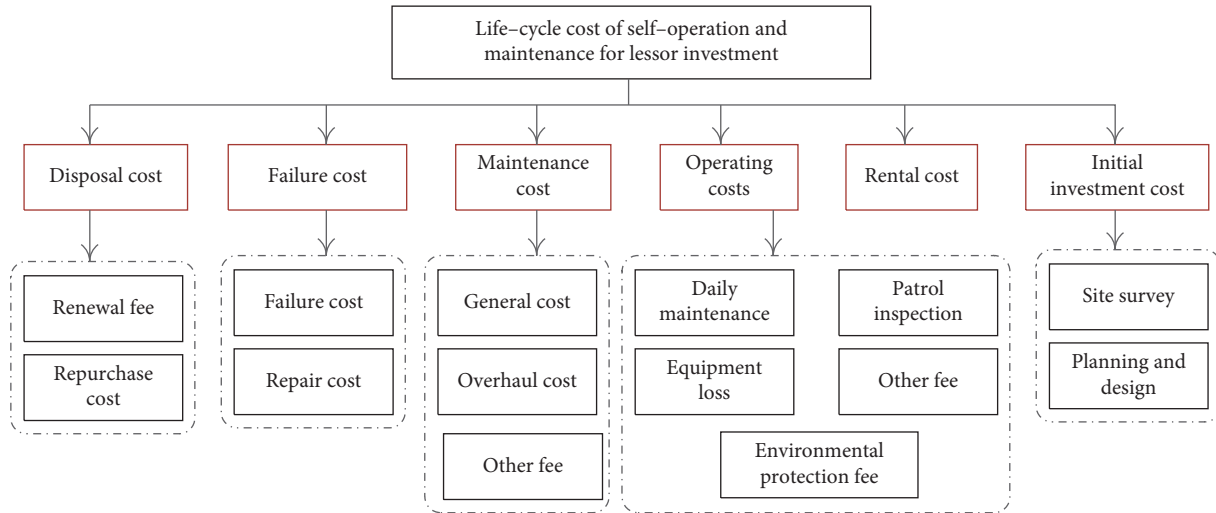 Life–cycle cost of self–operation and
maintenance for lessor investment
Disposal cost
Failure cost
Maintenance
cost
Operating
costs
Rental cost
Initial
investment cost
Renewal fee
Repurchase
cost
Failure cost
Repair cost
General cost
Overhaul cost
Other fee
Daily
maintenance
Patrol
inspection
Equipment
loss
Other fee
Environmental
protection fee
Site survey
Planning and
design